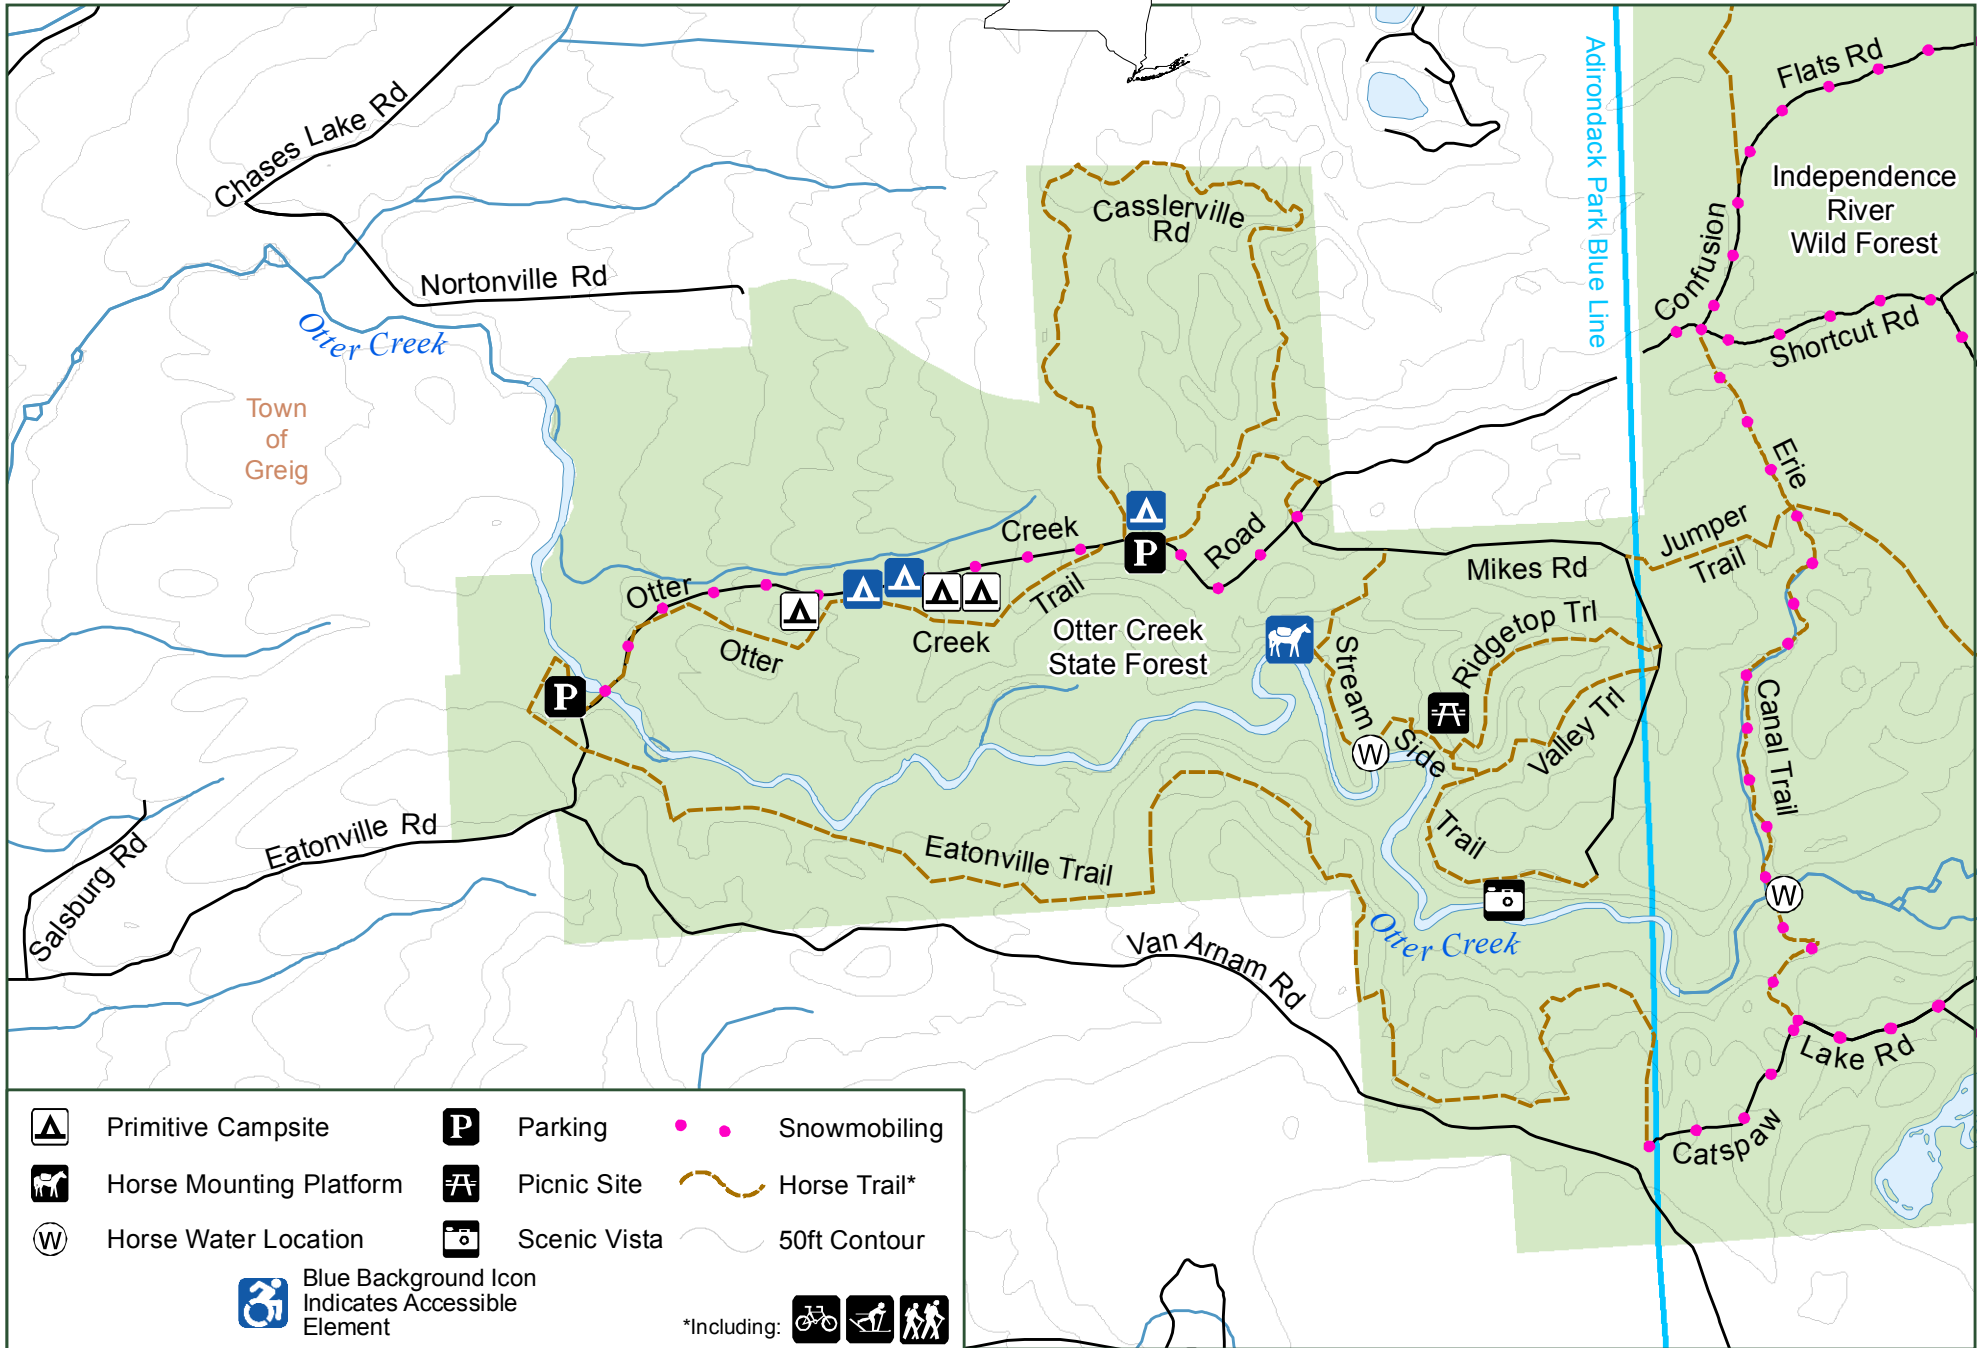 Chases Lake Rd
Nortonville Rd
Otter Creek
Town
of
Greig
Casslerville
Rd
Adirondack Park Blue Line
Flats Rd
Independence
River
Wild Forest
Confusion
Shortcut Rd
Erie
Canal Trail
Jumper
Trail
Creek
P
Road
Otter
Otter
Creek
Trail
Otter Creek
State Forest
Mikes Rd
Ridgetop Trl
Valley Trl
Stream
Side
Trail
W
P
Eatonville Rd
Salsburg Rd
Eatonville Trail
Van Arnam Rd
Otter Creek
W
Lake Rd
Catspaw
Primitive Campsite
P
Parking
Snowmobiling
Horse Mounting Platform
Picnic Site
Horse Trail*
W
Horse Water Location
Scenic Vista
50ft Contour
Blue Background Icon
Indicates Accessible
Element
*Including: